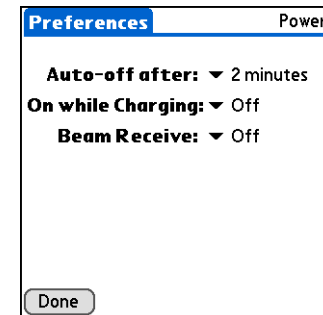 Preferences Power
Auto-off after: 2 minutes
On while Charging: Off
Beam Receive: Off
Done